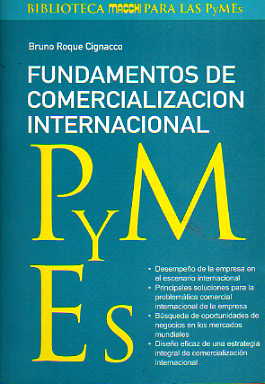 BIBLIOTECA MACCHI PARA LAS PyMEs
Bruno Roque Cignacco
FUNDAMENTOS DE
COMERCIALIZACION
INTERNACIONAL
PyM
Es
• Desempeño de la empresa en
el escenario internacional
• Principales soluciones para la
problemática comercial
internacional de la empresa
• Búsqueda de oportunidades de
negocios en los mercados
mundiales
• Diseño eficaz de una estrategia
integral de comercialización
internacional